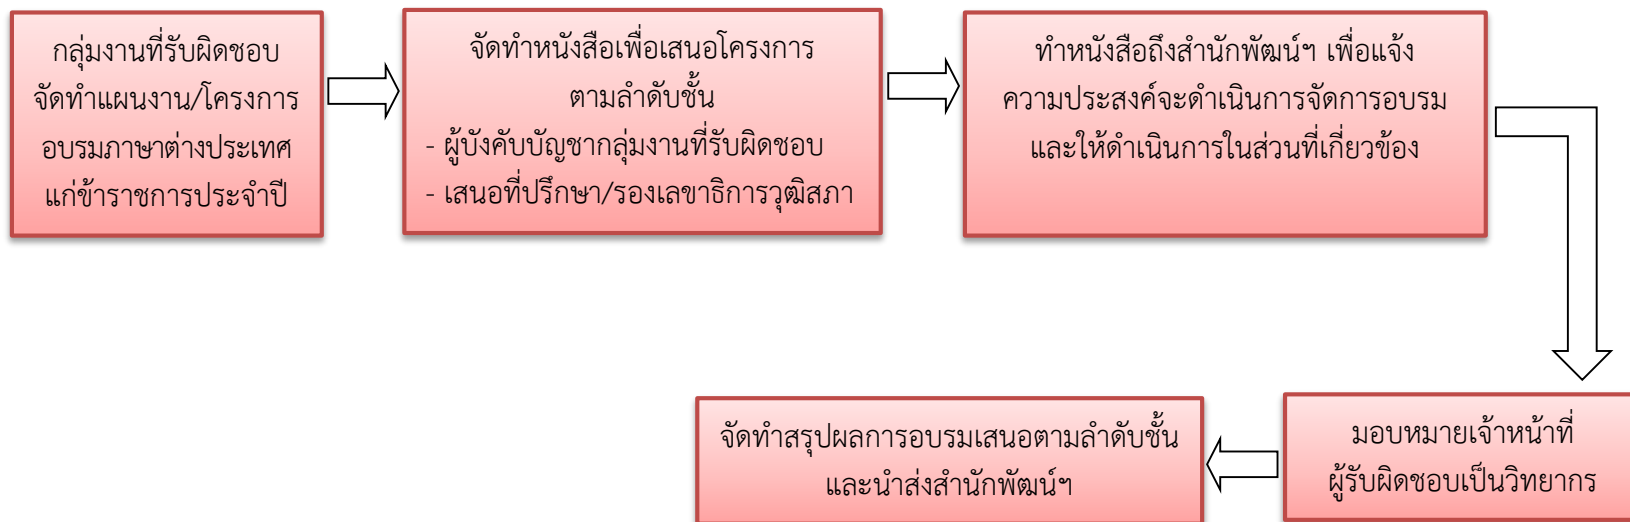 กลุ่มงานที่รับผิดชอบ
จัดทำแผนงาน/โครงการ
อบรมภาษาต่างประเทศ
แก่ข้าราชการประจำปี
จัดทำหนังสือเพื่อเสนอโครงการ
ตามลำดับชั้น
- ผู้บังคับบัญชากลุ่มงานที่รับผิดชอบ
- เสนอที่ปรึกษา/รองเลขาธิการวุฒิสภา
ทำหนังสือถึงสำนักพัฒน์ฯ เพื่อแจ้ง
ความประสงค์จะดำเนินการจัดการอบรม
และให้ดำเนินการในส่วนที่เกี่ยวข้อง
มอบหมายเจ้าหน้าที่
ผู้รับผิดชอบเป็นวิทยากร
จัดทำสรุปผลการอบรมเสนอตามลำดับชั้น
และนำส่งสำนักพัฒน์ฯ